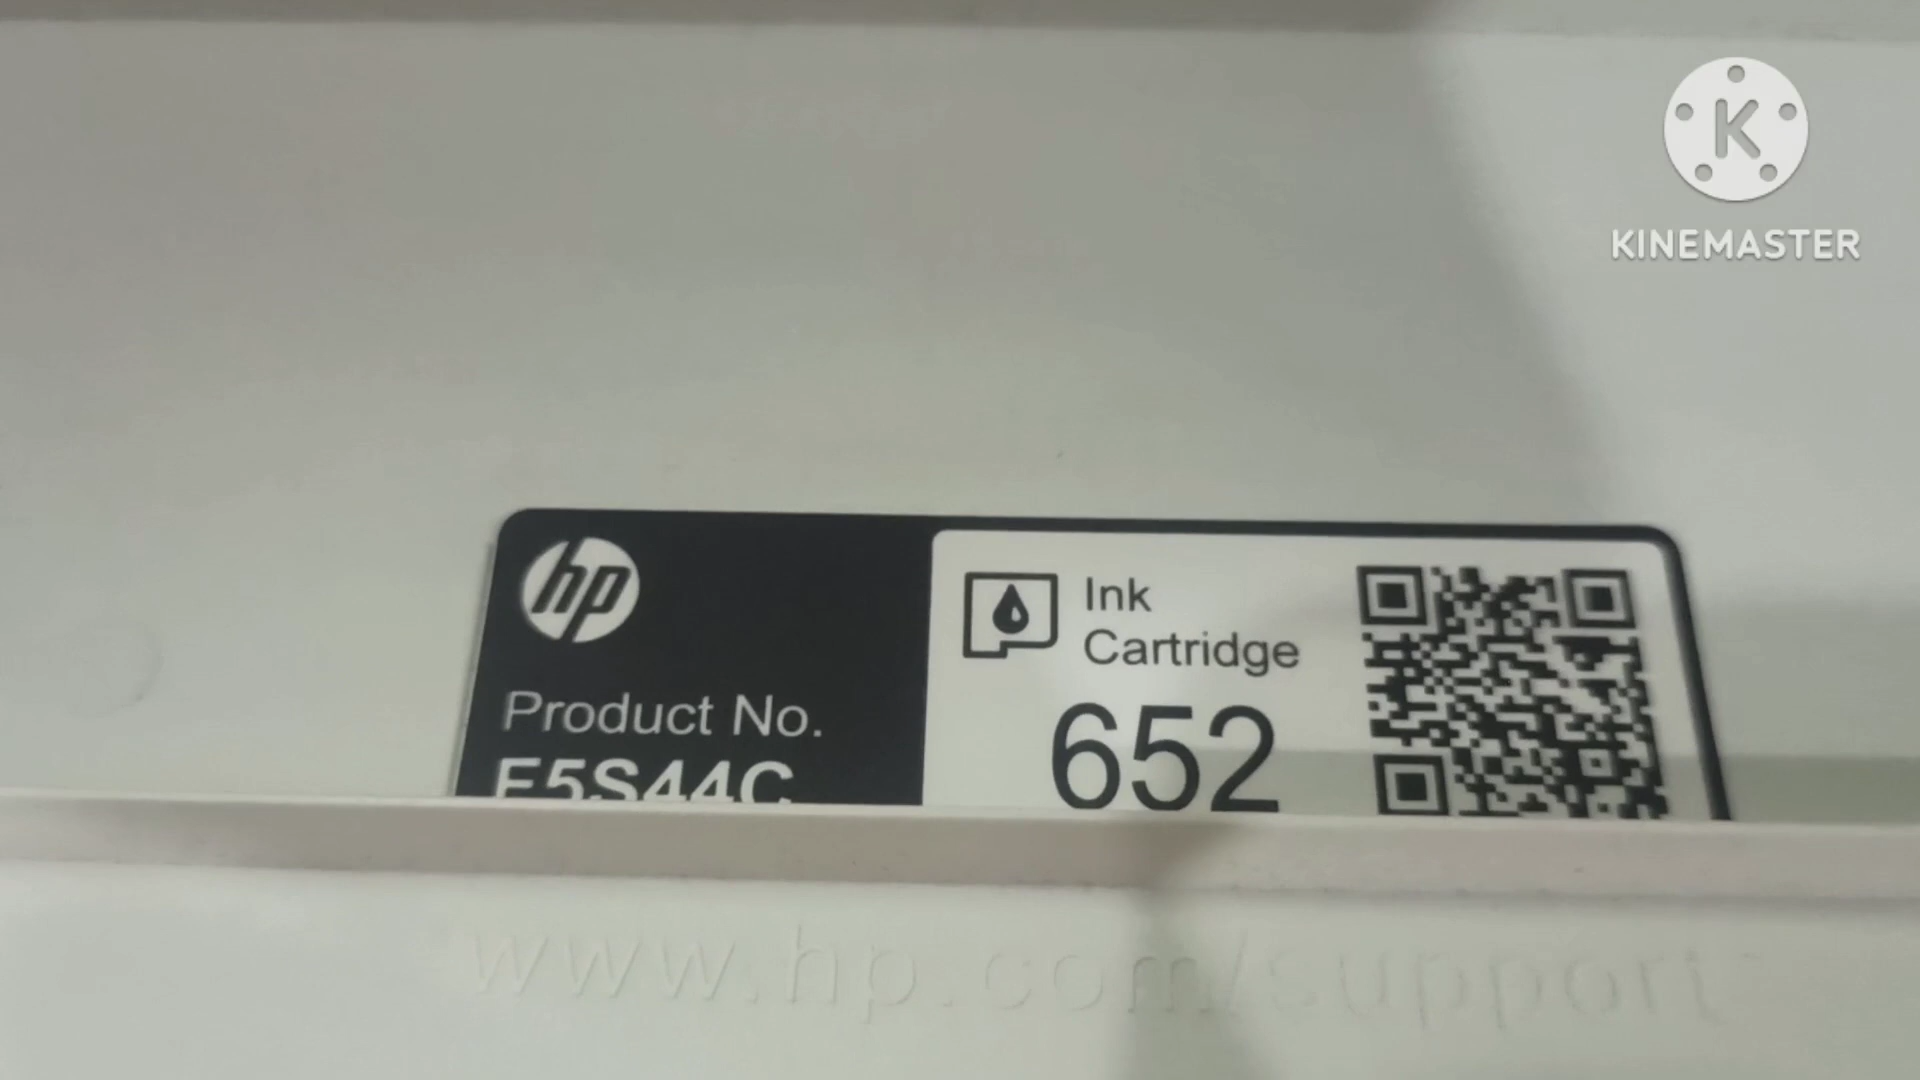 K
KINEMASTER
hp
Ink
Cartridge
Product No.
652
www.hp.com/support